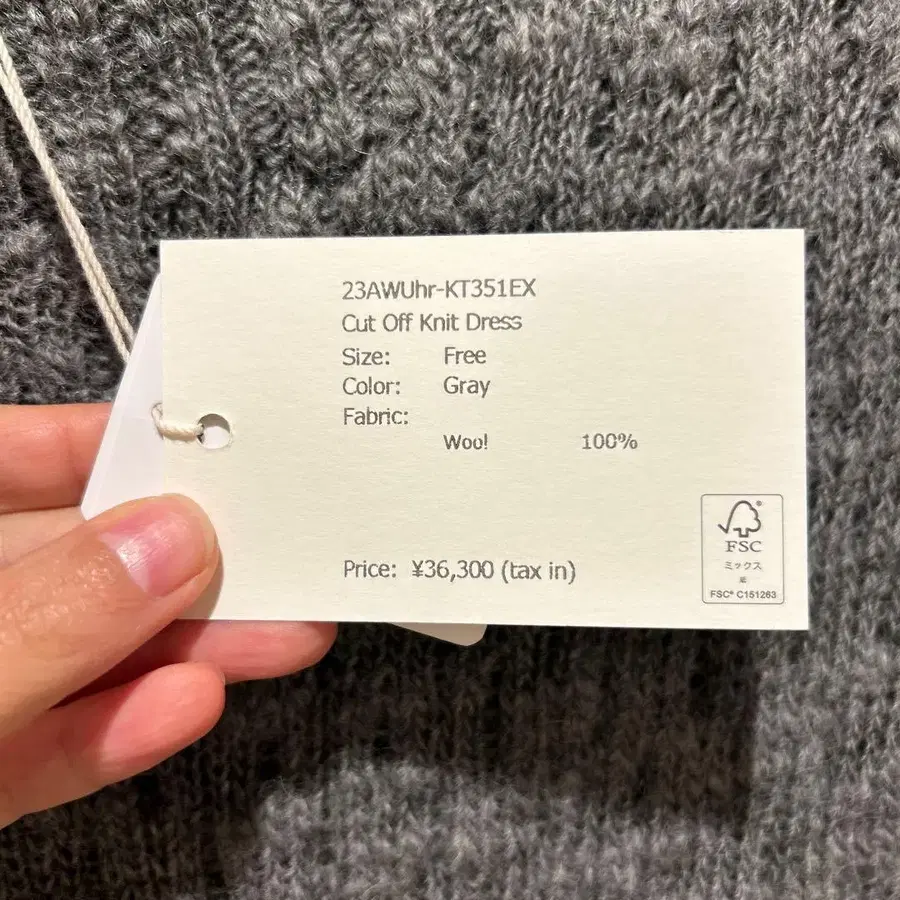 23AWUhr-KT351EX
Cut Off Knit Dress
Size: Free
Color: Gray
Fabric:
Wool 100%
Price: ¥36,300 (tax in)
FSC®
ミックス
紙
FSC® C151263